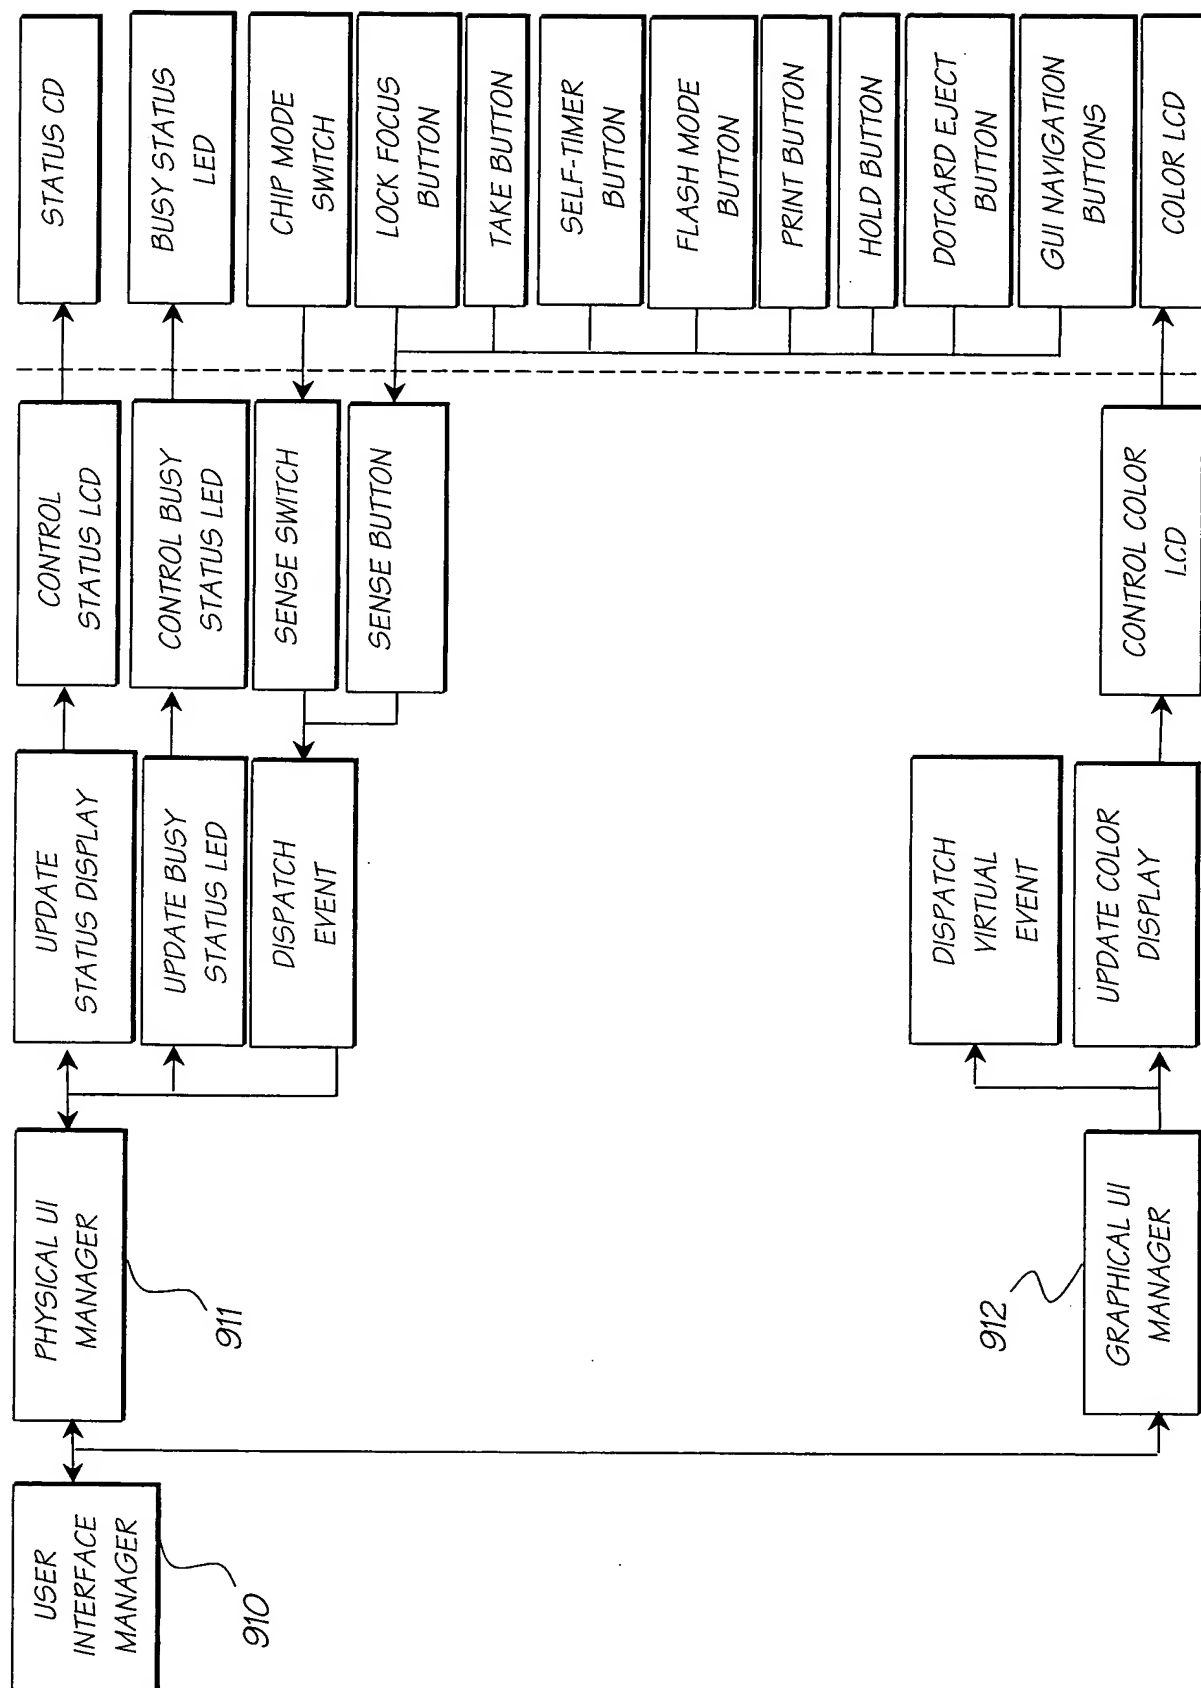 USER
INTERFACE
MANAGER
910
PHYSICAL UI
MANAGER
911
UPDATE
STATUS DISPLAY
CONTROL
STATUS LCD
STATUS CD
UPDATE BUSY
STATUS LED
CONTROL BUSY
STATUS LED
BUSY STATUS
LED
DISPATCH
EVENT
SENSE SWITCH
CHIP MODE
SWITCH
SENSE BUTTON
LOCK FOCUS
BUTTON
TAKE BUTTON
SELF-TIMER
BUTTON
FLASH MODE
BUTTON
PRINT BUTTON
HOLD BUTTON
DOTCARD EJECT
BUTTON
GUI NAVIGATION
BUTTONS
912
GRAPHICAL UI
MANAGER
DISPATCH
VIRTUAL
EVENT
UPDATE COLOR
DISPLAY
CONTROL COLOR
LCD
COLOR LCD